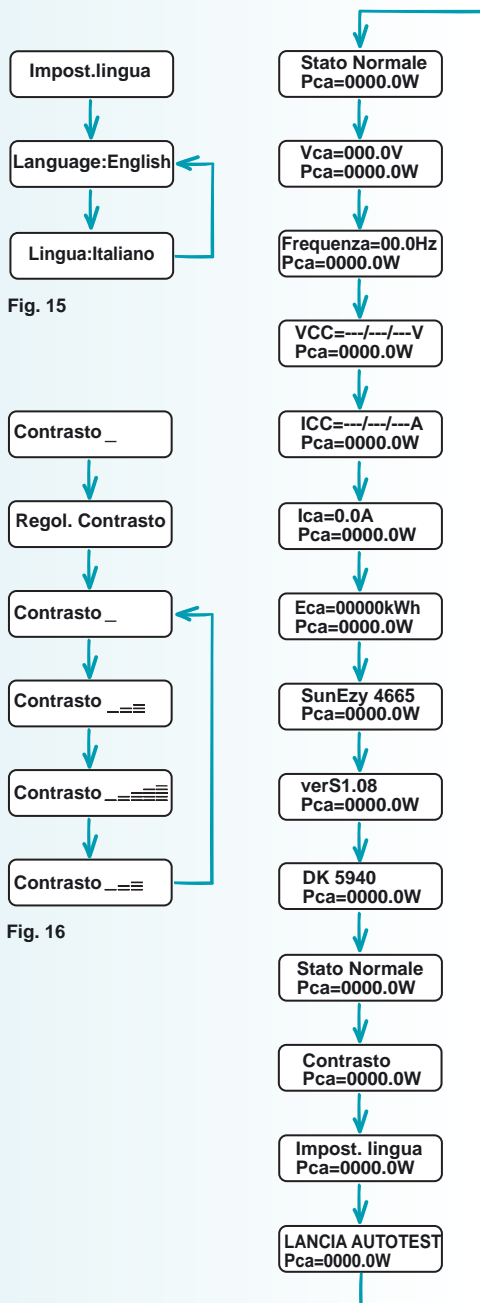 Impost.lingua
Language:English
Lingua:Italiano
Fig. 15
Contrasto _
Regol. Contrasto
Contrasto _
Contrasto
Contrasto
Contrasto
Fig. 16
Stato Normale
Pca=0000.0W
Vca=000.0V
Pca=0000.0W
Frequenza=00.0Hz
Pca=0000.0W
VCC=---/---/---V
Pca=0000.0W
ICC=---/---/---A
Pca=0000.0W
Ica=0.0A
Pca=0000.0W
Eca=00000kWh
Pca=0000.0W
SunEzy 4665
Pca=0000.0W
verS1.08
Pca=0000.0W
DK 5940
Pca=0000.0W
Stato Normale
Pca=0000.0W
Contrasto
Pca=0000.0W
Impost. lingua
Pca=0000.0W
LANCIA AUTOTEST
Pca=0000.0W